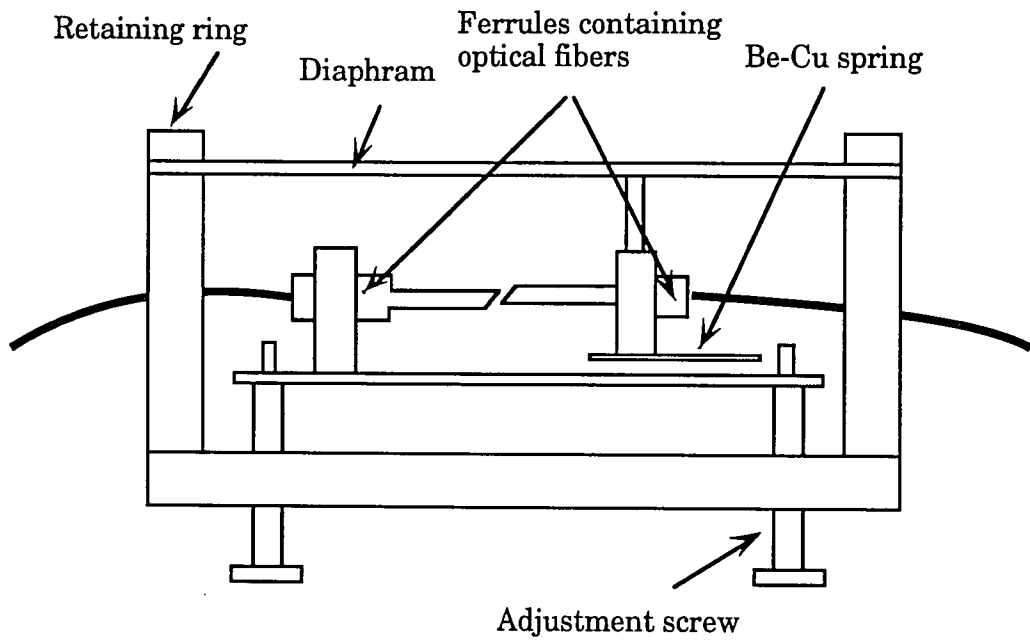 Retaining ring
Diaphram
Ferrules containing
optical fibers
Be-Cu spring
Adjustment screw